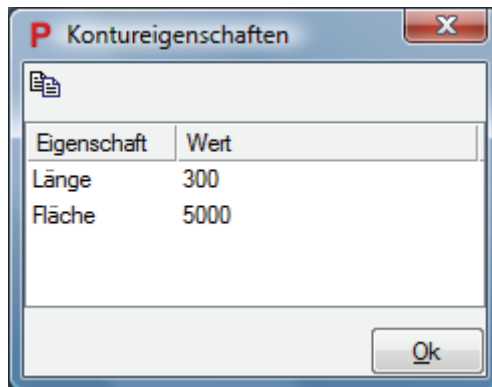 P Kontureigenschaften
Eigenschaft Wert
Länge 300
Fläche 5000
Ok